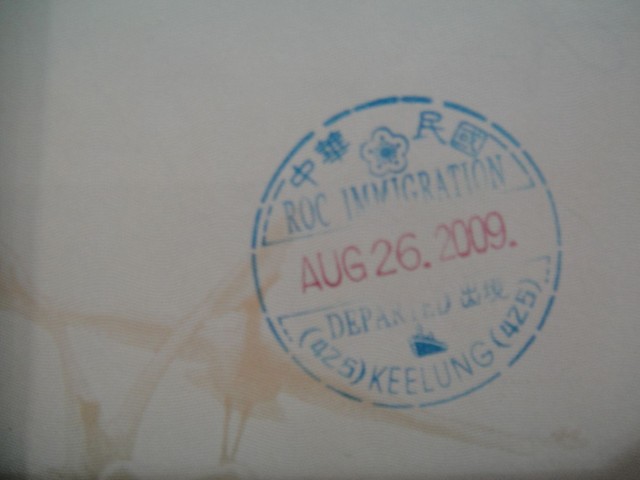 中華民國
ROC IMMIGRATION
AUG 26. 2009.
DEPARTED 出境
(425) KEELUNG (425)